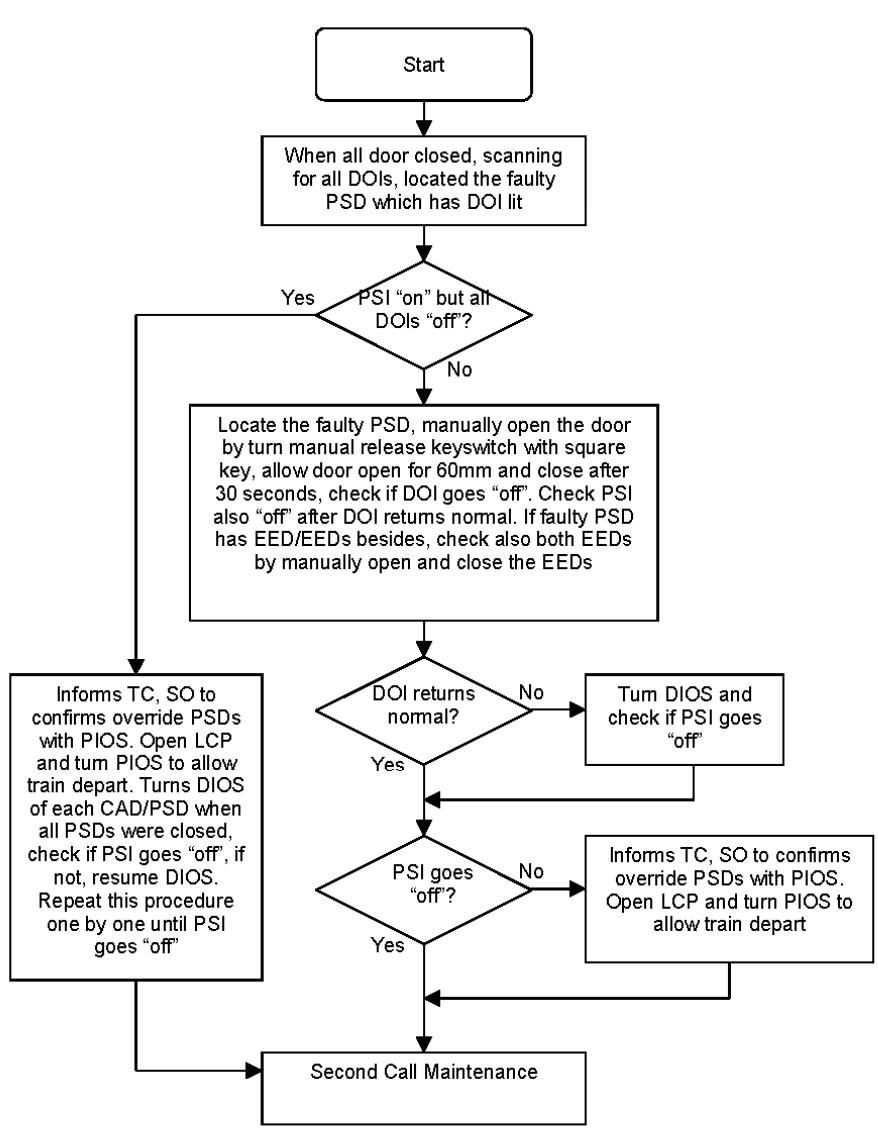 Start
When all door closed, scanning
for all DOIs, located the faulty
PSD which has DOI lit
Yes
PSI “on” but all
DOIs “off”?
No
Locate the faulty PSD, manually open the door
by turn manual release keyswitch with square
key, allow door open for 60mm and close after
30 seconds, check if DOI goes “off”. Check PSI
also “off” after DOI returns normal. If faulty PSD
has EED/EEDs besides, check also both EEDs
by manually open and close the EEDs
Informs TC, SO to
confirms override PSDs
with PIOS. Open LCP
and turn PIOS to allow
train depart. Turns DIOS
of each CAD/PSD when
all PSDs were closed,
check if PSI goes “off”, if
not, resume DIOS.
Repeat this procedure
one by one until PSI
goes “off”
DOI returns
normal?
No
Turn DIOS and
check if PSI goes
“off”
Yes
PSI goes
“off”?
No
Informs TC, SO to confirms
override PSDs with PIOS.
Open LCP and turn PIOS to
allow train depart
Yes
Second Call Maintenance